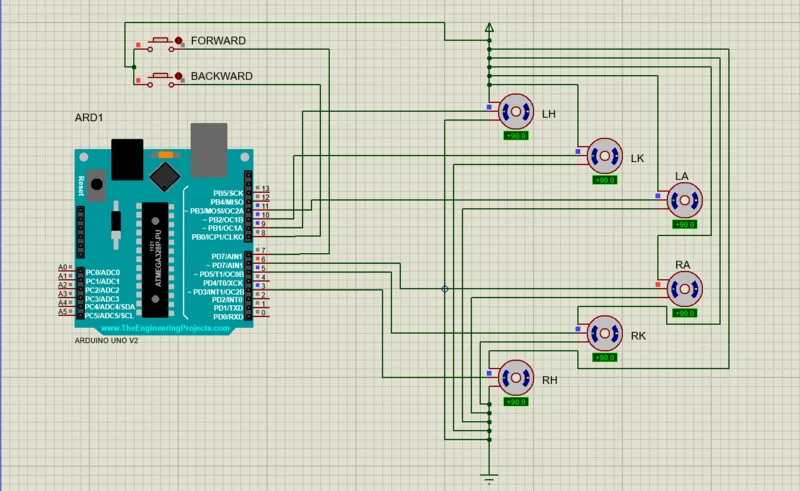 FORWARD
BACKWARD
ARD1
LH
+90.0
LK
+90.0
LA
+90.0
RA
+90.0
RK
+90.0
RH
+90.0
Reset
ATMEGA328P-PU
1121
PB5/SCK 13
PB4/MISO 12
~ PB3/MOSI/OC2A 11
~ PB2/OC1B 10
~ PB1/OC1A 9
PB0/ICP1/CLKO 8
PD7/AIN1 7
~ PD7/AIN1 6
~ PD5/T1/OC0B 5
PD4/T0/XCK 4
~ PD3/INT1/OC2B 3
PD2/INT0 2
PD1/TXD 1
PD0/RXD 0
A0 PC0/ADC0
A1 PC1/ADC1
A2 PC2/ADC2
A3 PC3/ADC3
A4 PC4/ADC4/SDA
A5 PC5/ADC5/SCL
www.TheEngineeringProjects.com
ARDUINO UNO V2